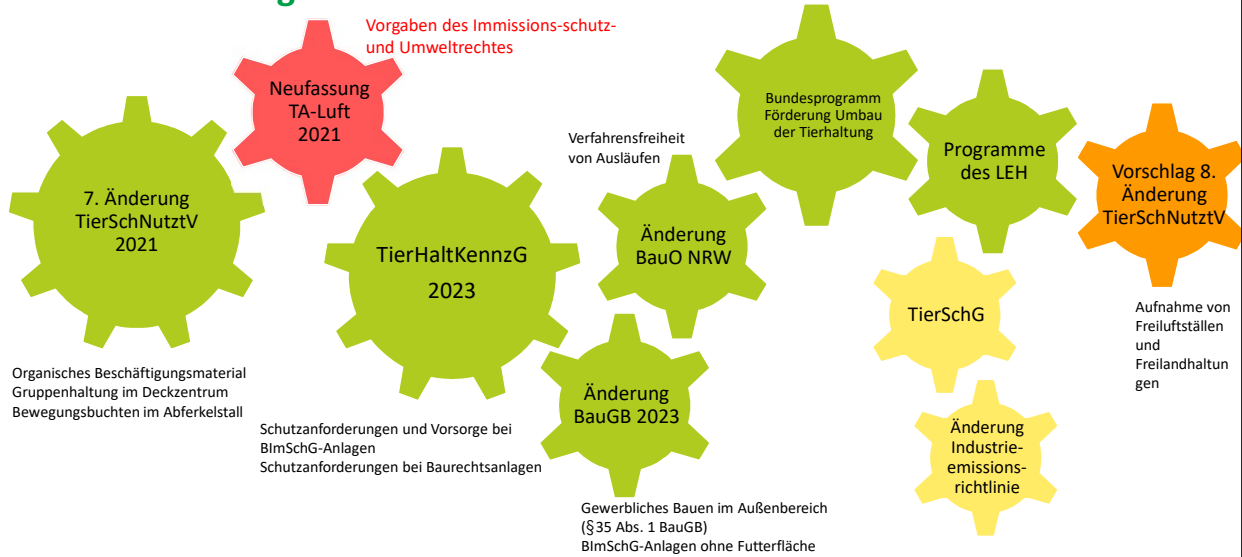 Vorgaben des Immissions-schutz-
und Umweltrechtes
Neufassung
TA-Luft
2021
7. Änderung
TierSchNutztV
2021
Organisches Beschäftigungsmaterial
Gruppenhaltung im Deckzentrum
Bewegungsbuchten im Abferkelstall
TierHaltKennzG
2023
Schutzanforderungen und Vorsorge bei
BImSchG-Anlagen
Schutzanforderungen bei Baurechtsanlagen
Verfahrensfreiheit
von Ausläufen
Änderung
BauO NRW
Änderung
BauGB 2023
Gewerbliches Bauen im Außenbereich
(§35 Abs. 1 BauGB)
BImSchG-Anlagen ohne Futterfläche
Bundesprogramm
Förderung Umbau
der Tierhaltung
Programme
des LEH
TierSchG
Änderung
Industrie-
emissions-
richtlinie
Vorschlag 8.
Änderung
TierSchNutztV
Aufnahme von
Freiluftställen
und
Freilandhaltun
gen